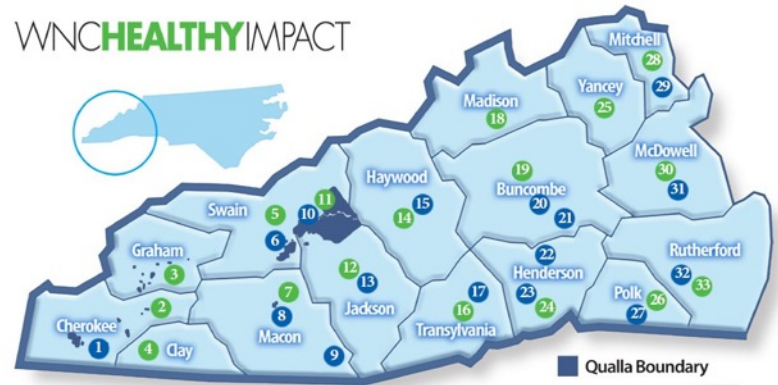 WNCHEALTHYIMPACT
Mitchell
28
29
Yancey
25
Madison
18
McDowell
30
31
Buncombe
19
20
21
Haywood
14
15
Swain
5
6
10
11
Graham
3
Rutherford
32
33
Henderson
22
23
24
Polk
26
27
Jackson
12
13
Transylvania
16
17
Macon
7
8
9
Cherokee
1
2
Clay
4
Qualla Boundary